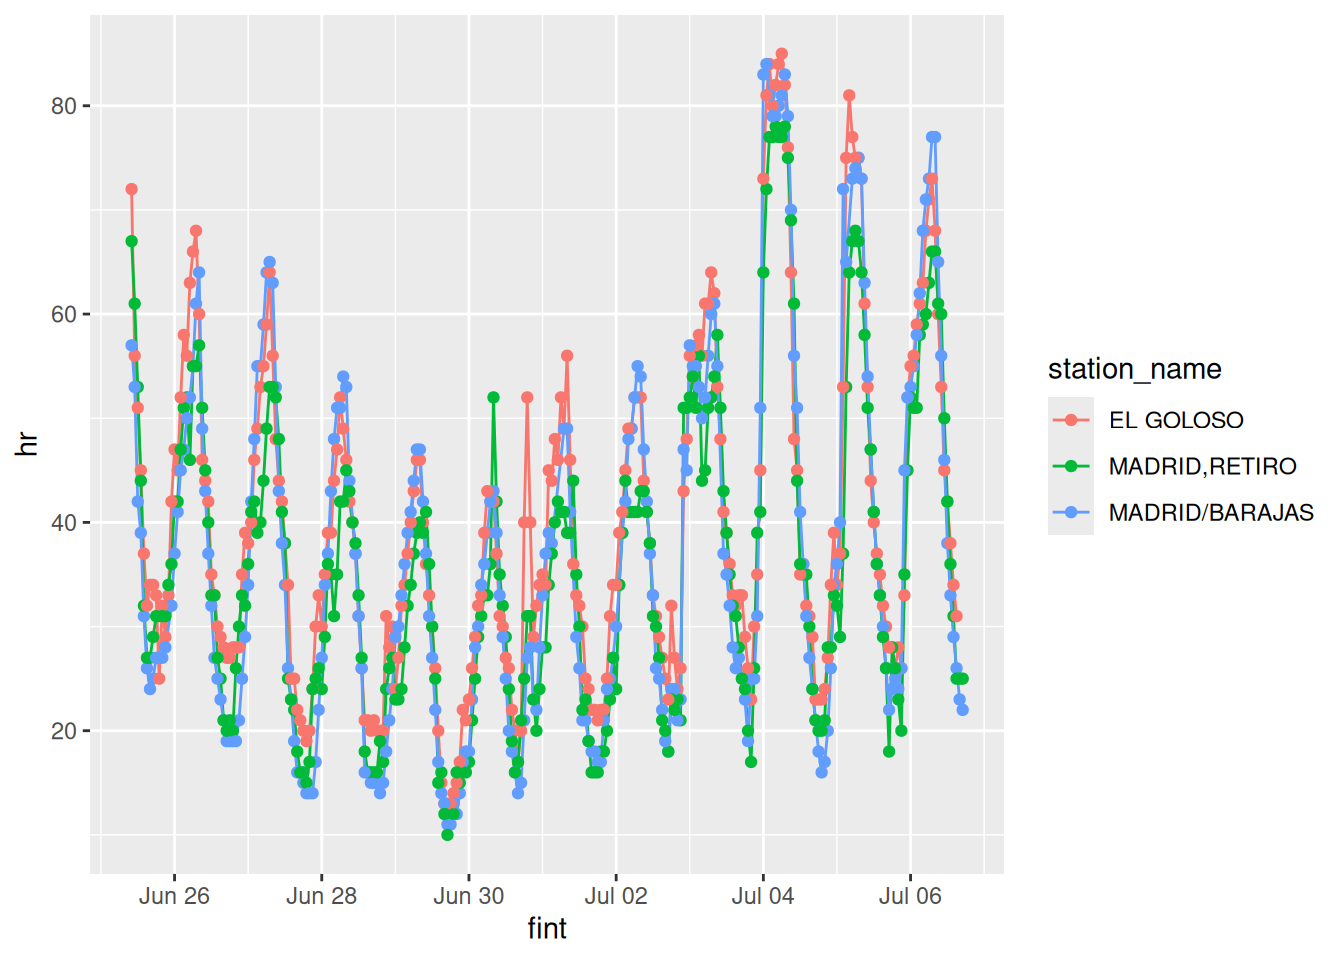 hr
80
60
40
20
Jun 26
Jun 28
Jun 30
Jul 02
Jul 04
Jul 06
fint
station_name
EL GOLOSO
MADRID,RETIRO
MADRID/BARAJAS